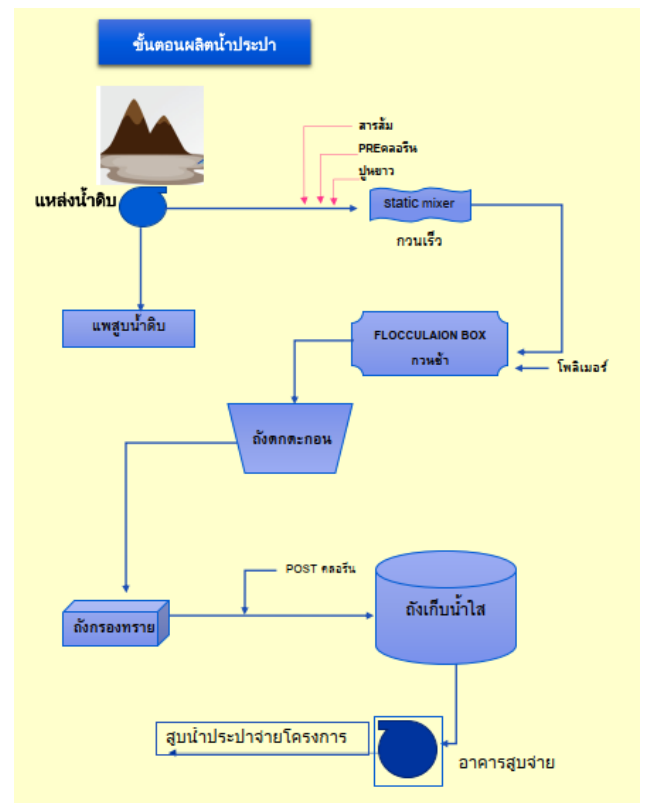 ขั้นตอนผลิตน้ำประปา
สารส้ม
PREคลอรีน
ปูนขาว
แหล่งน้ำดิบ
static mixer
กวนเร็ว
แพสูบน้ำดิบ
FLOCCULAION BOX
กวนช้า
โพลิเมอร์
ถังตกตะกอน
POST คลอรีน
ถังเก็บน้ำใส
ถังกรองทราย
สูบน้ำประปาจ่ายโครงการ
อาคารสูบจ่าย